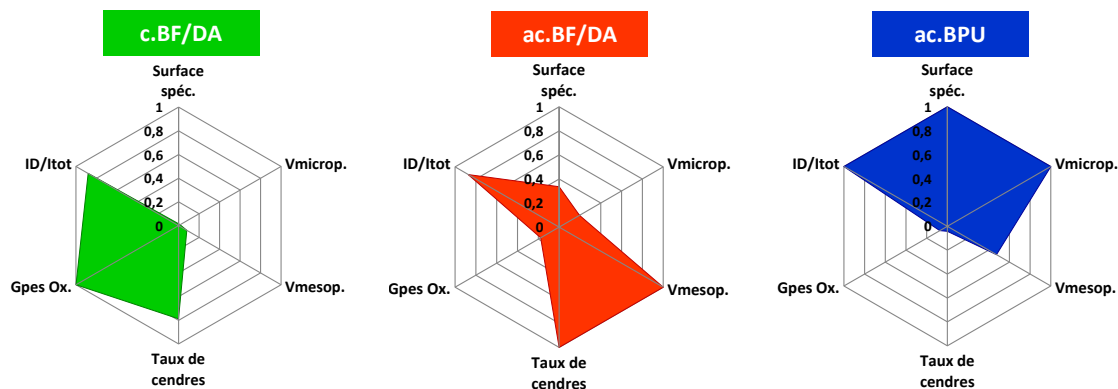 c.BF/DA
Surface
spéc.
1
0,8
0,6
0,4
0,2
0
ID/Itot
Vmicrop.
Gpes Ox.
Vmesop.
Taux de
cendres
ac.BF/DA
Surface
spéc.
1
0,8
0,6
0,4
0,2
0
ID/Itot
Vmicrop.
Gpes Ox.
Vmesop.
Taux de
cendres
ac.BPU
Surface
spéc.
1
0,8
0,6
0,4
0,2
0
ID/Itot
Vmicrop.
Gpes Ox.
Vmesop.
Taux de
cendres